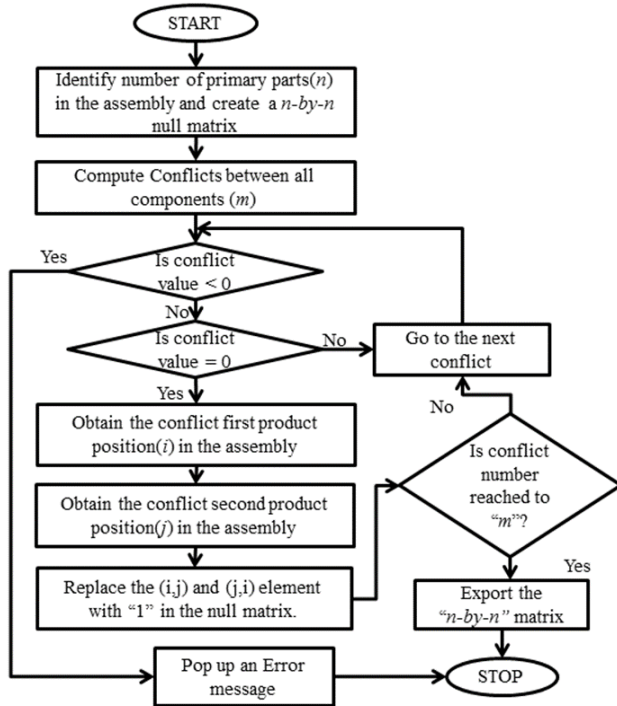 START
Identify number of primary parts(n)
in the assembly and create a n-by-n
null matrix
Compute Conflicts between all
components (m)
Yes
Is conflict
value < 0
No
Is conflict
value = 0
No
Go to the next
conflict
Yes
No
Obtain the conflict first product
position(i) in the assembly
Is conflict
number
reached to
“m”?
Obtain the conflict second product
position(j) in the assembly
Replace the (i,j) and (j,i) element
with “1” in the null matrix.
Yes
Export the
“n-by-n” matrix
Pop up an Error
message
STOP